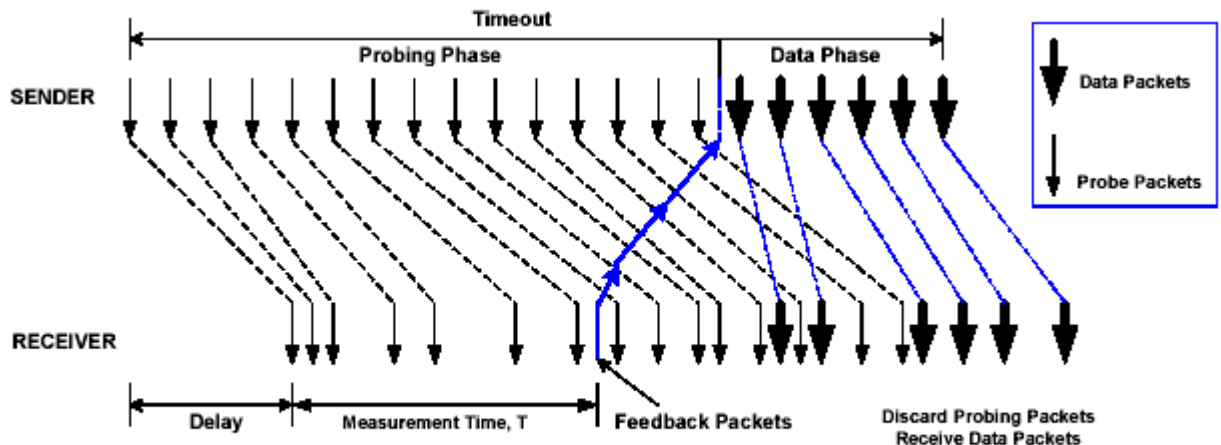 Timeout
Probing Phase
Data Phase
SENDER
Data Packets
Probe Packets
RECEIVER
Delay
Measurement Time, T
Feedback Packets
Discard Probing Packets
Receive Data Packets